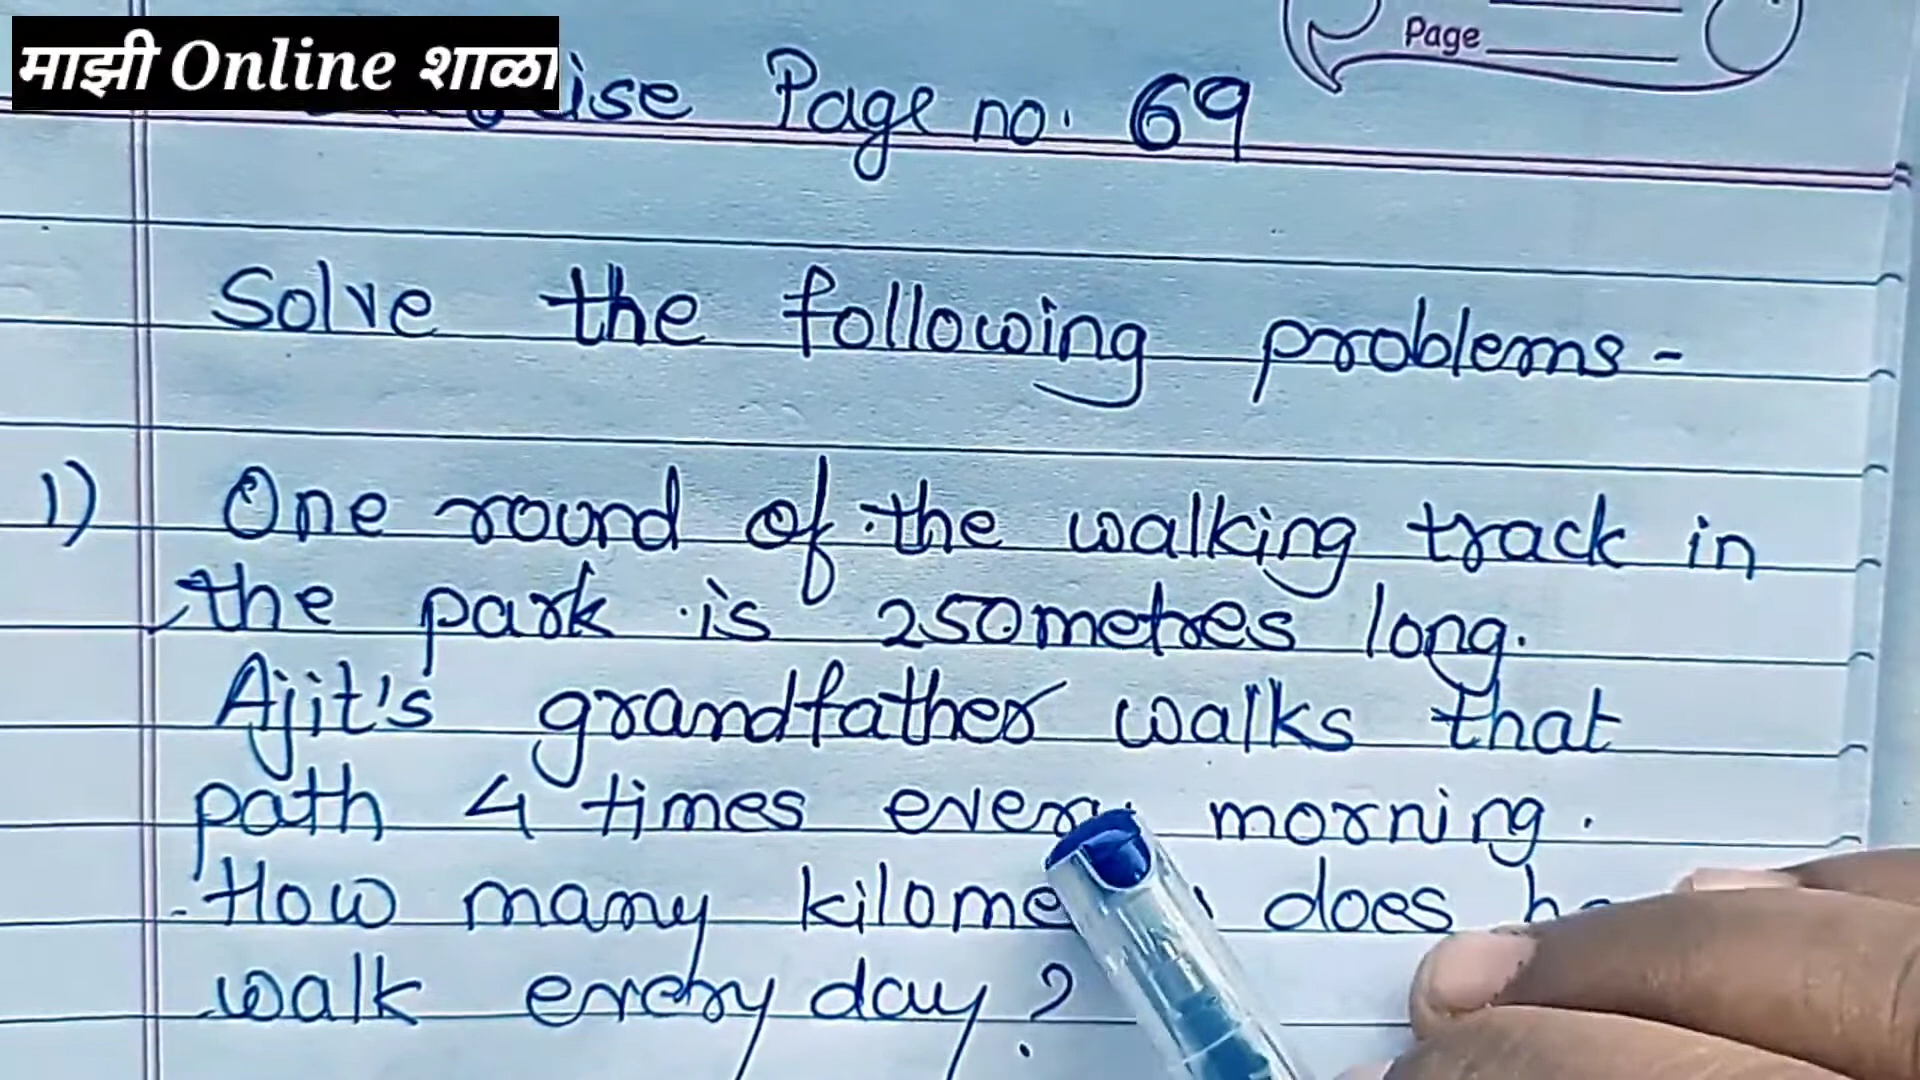 माझी Online शाळा
Page
Page no. 69
Solve the following problems-
1) One round of the walking track in
the park is 250metres long.
Ajit's grandfather walks that
path 4 times every morning.
How many does
walk every day?